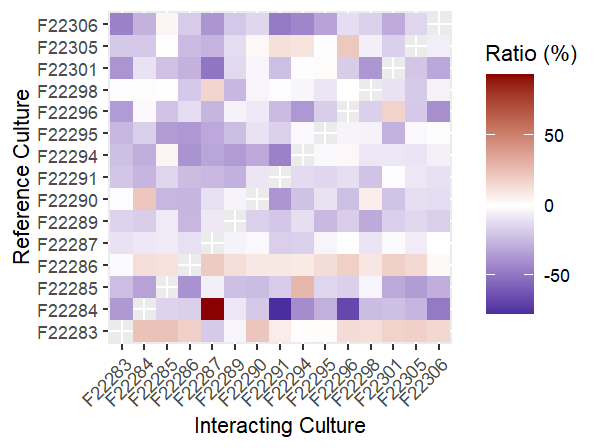 F22306
F22305
F22301
F22298
F22296
F22295
F22294
F22291
F22290
F22289
F22287
F22286
F22285
F22284
F22283
Reference Culture
F22283
F22284
F22285
F22286
F22287
F22289
F22290
F22291
F22294
F22295
F22296
F22298
F22301
F22305
F22306
Interacting Culture
Ratio (%)
50
0
-50